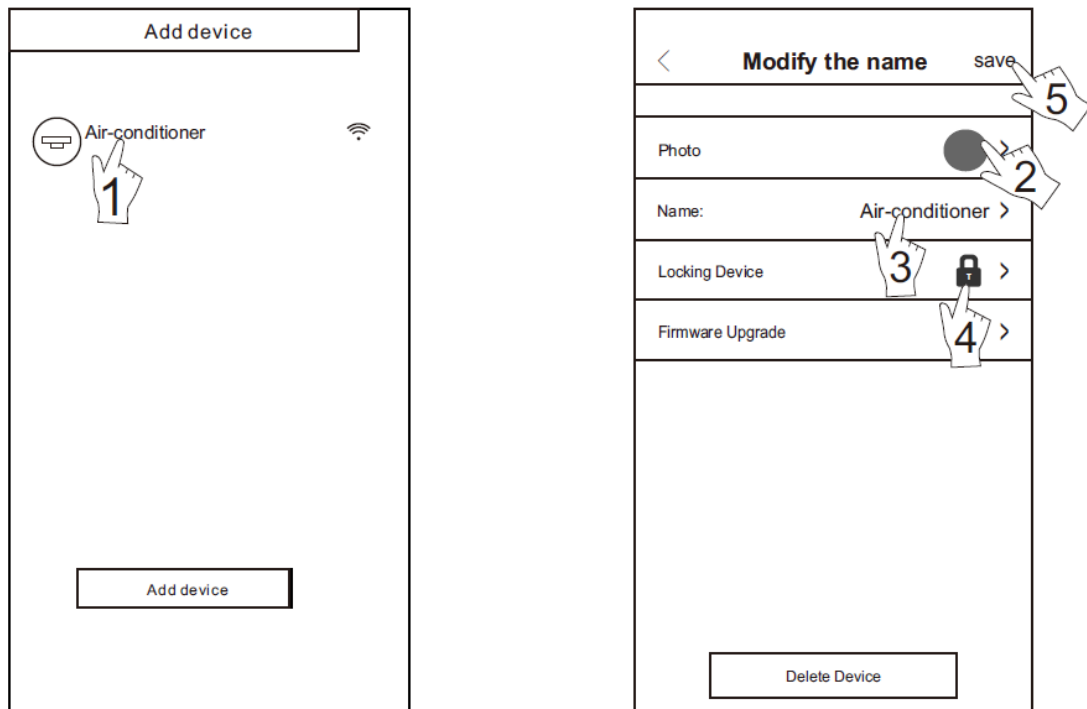 Add device
Air-conditioner
1
Add device
Modify the name save
5
Photo
2
Name: Air-conditioner
3
Locking Device
T
Firmware Upgrade
4
Delete Device